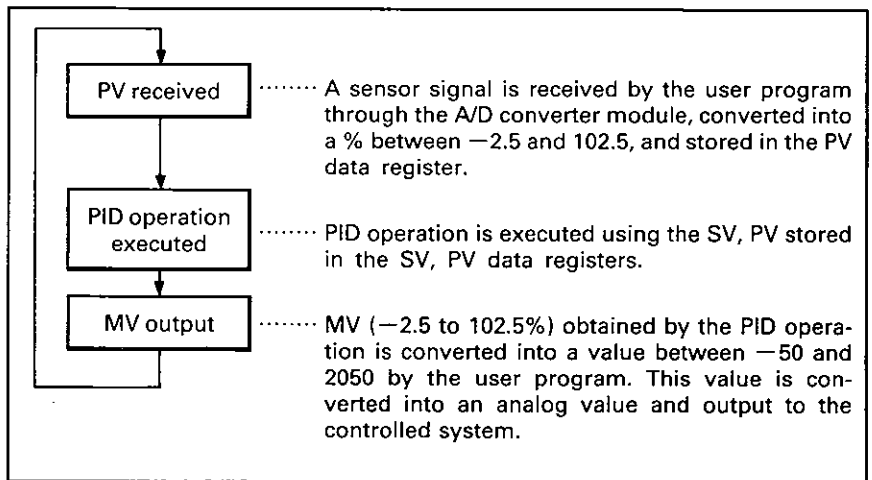 PV received
········ A sensor signal is received by the user program
through the A/D converter module, converted into
a % between −2.5 and 102.5, and stored in the PV
data register.
PID operation
executed
········ PID operation is executed using the SV, PV stored
in the SV, PV data registers.
MV output
········ MV (−2.5 to 102.5%) obtained by the PID opera-
tion is converted into a value between −50 and
2050 by the user program. This value is con-
verted into an analog value and output to the
controlled system.